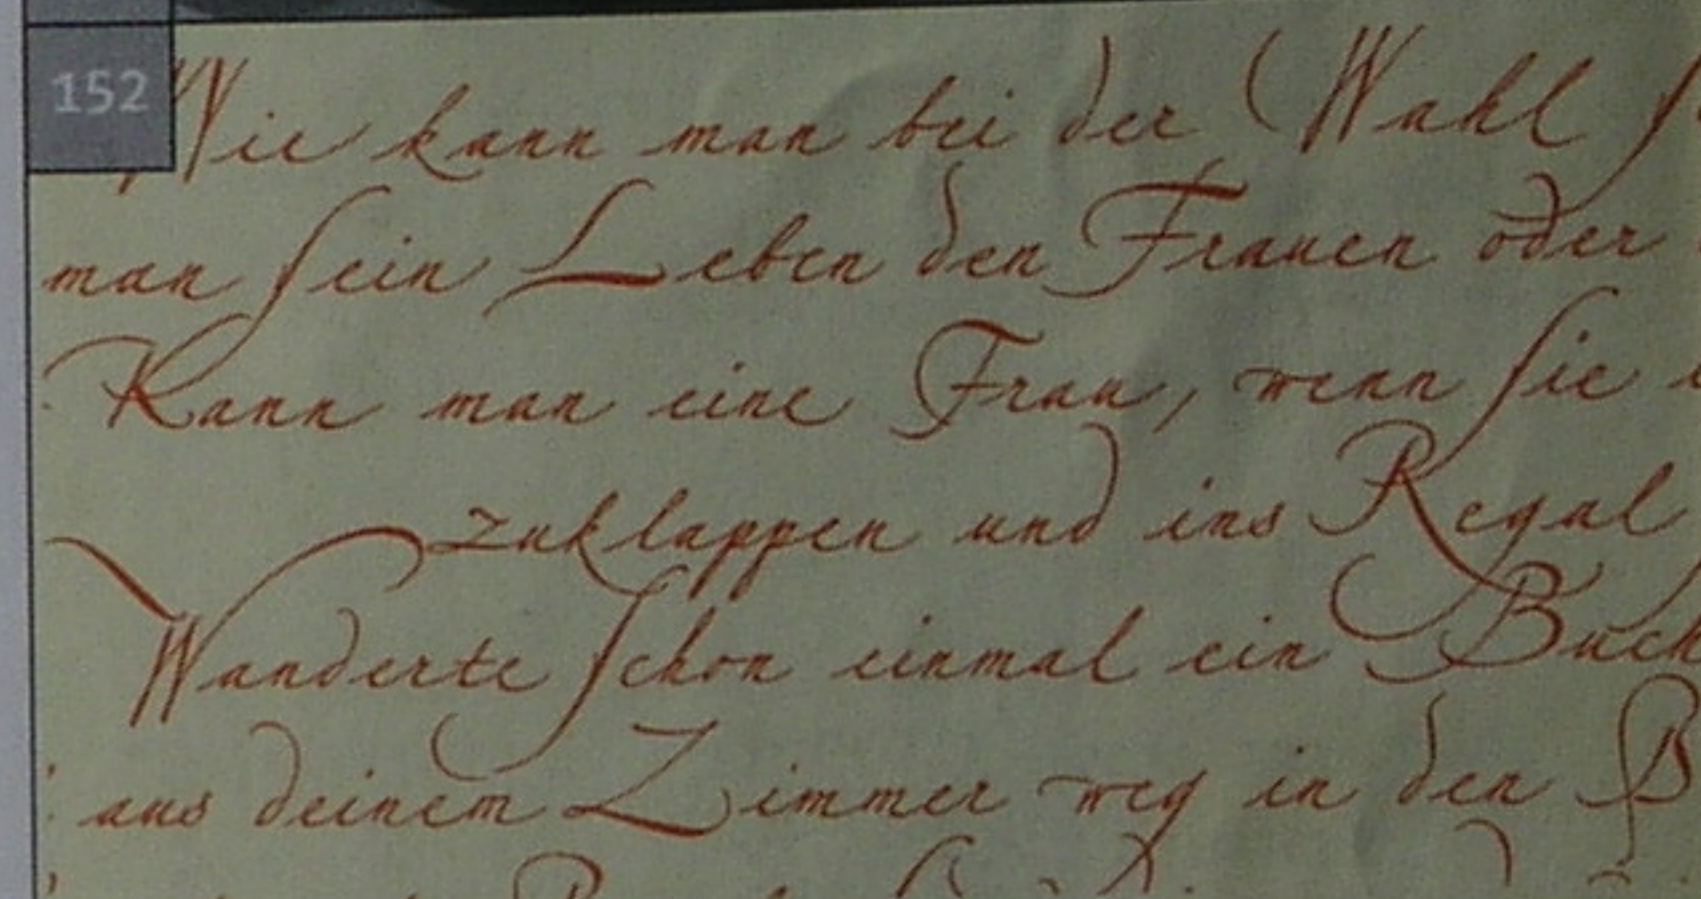 152
Wie kann man bei der Wahl
man sein Leben den Frauen oder
Kann man eine Frau, wenn sie
zuklappen und ins Regal
Wanderte schon einmal ein Buch
aus deinem Zimmer weg in den